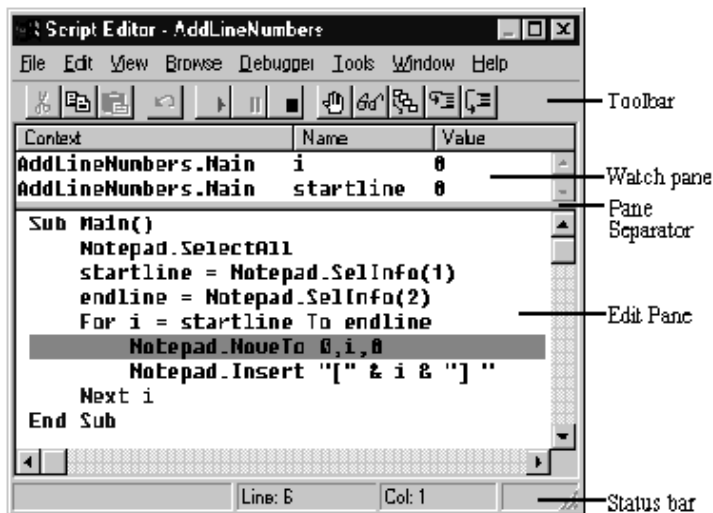 Script Editor - AddLineNumbers
File Edit View Browse Debugger Tools Window Help
Toolbar
Context Name Value
AddLineNumbers.Main i 0
AddLineNumbers.Main startline 0
Watch pane
Pane
Separator
Sub Main()
Notepad.SelectAll
startline = Notepad.SelInfo(1)
endline = Notepad.SelInfo(2)
For i = startline To endline
Edit Pane
Notepad.MoveTo 0,i,0
Notepad.Insert "[" & i & "] "
Next i
End Sub
Line: 6 Col: 1
Status bar